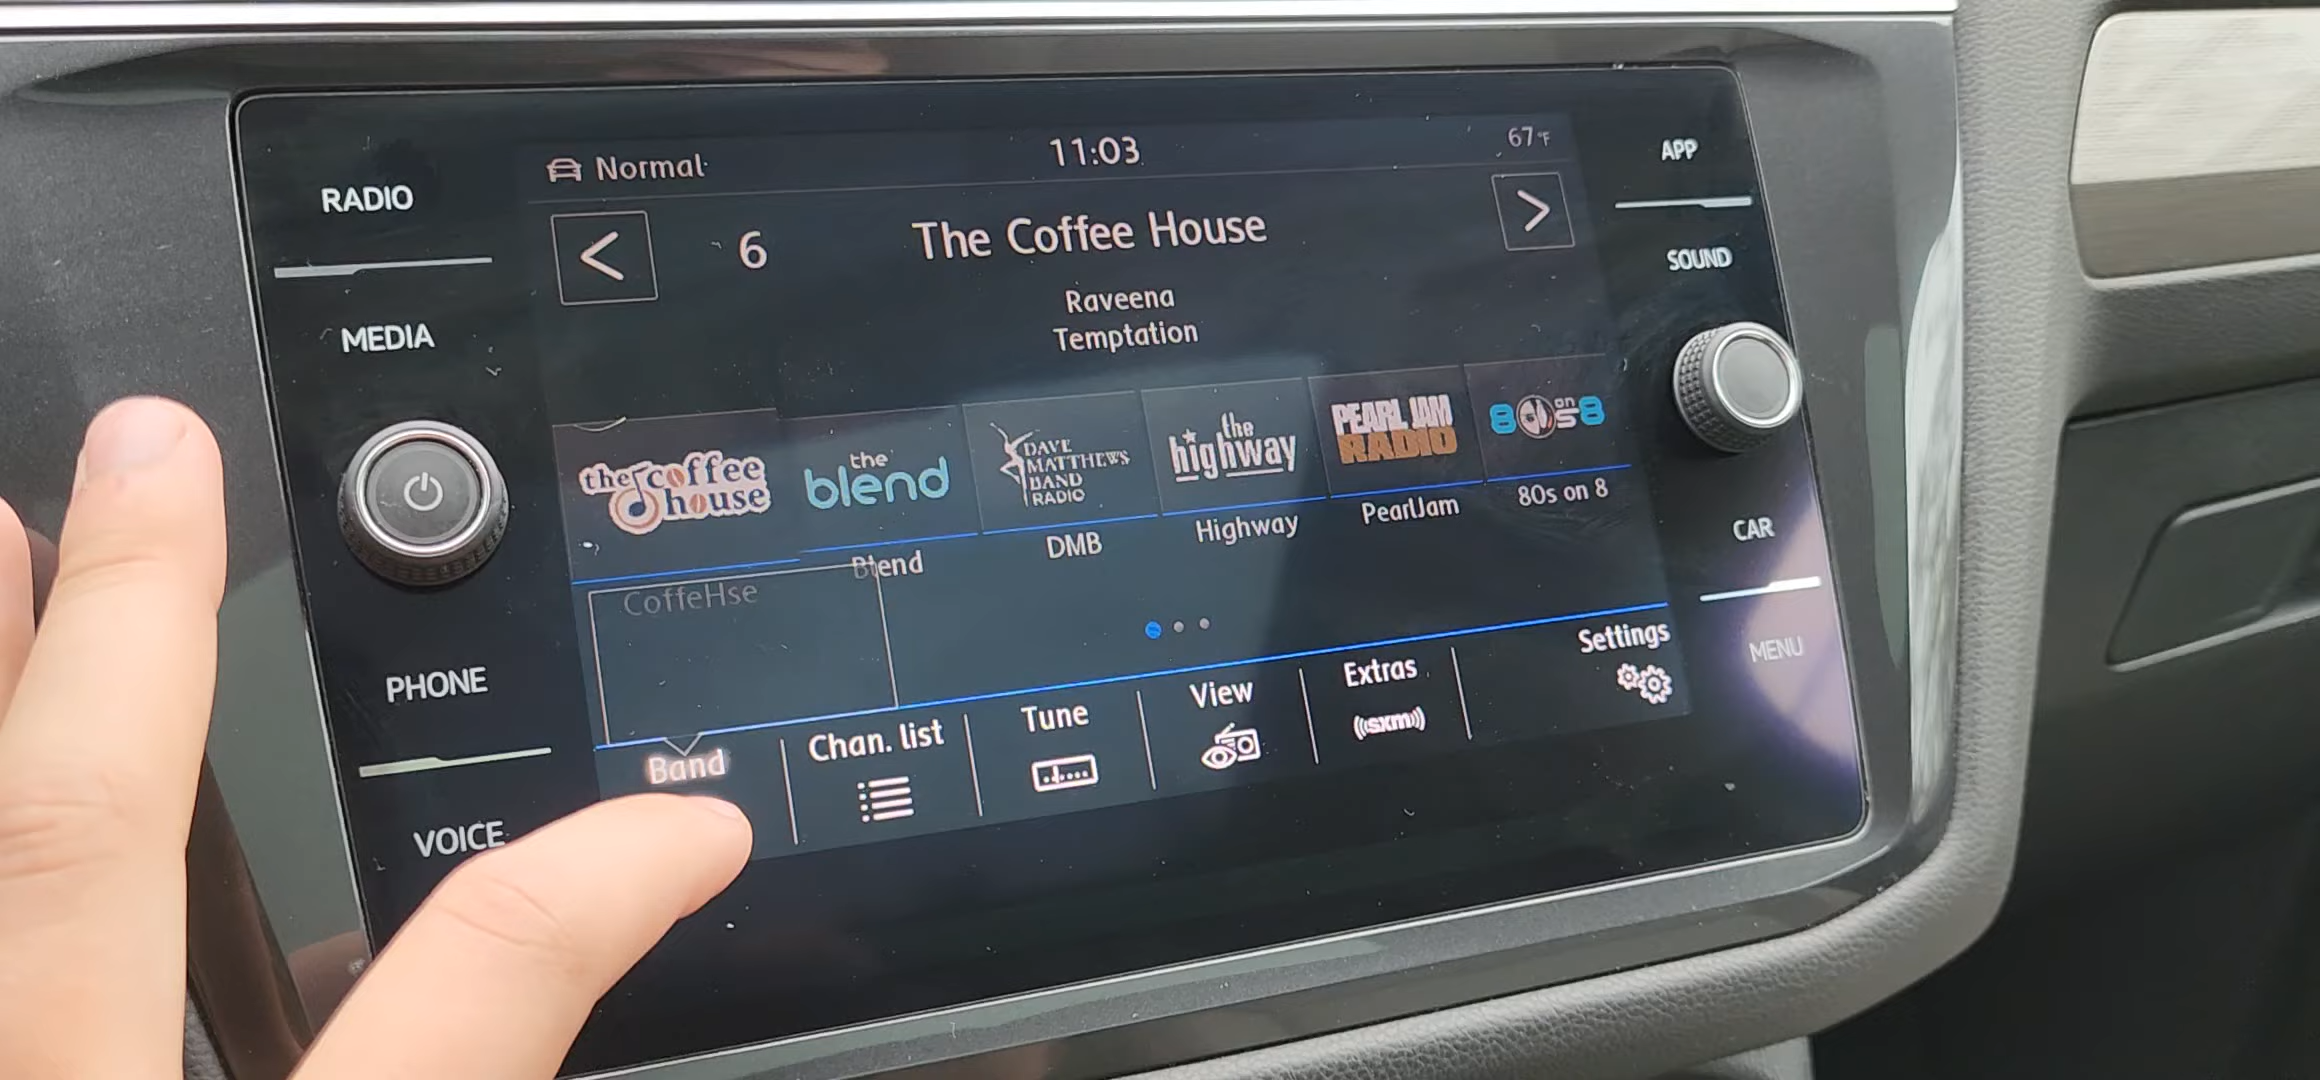 Normal
11:03
67°F
RADIO
APP
6
The Coffee House
SOUND
MEDIA
Raveena
Temptation
the coffee house
the blend
DAVE MATTHEWS BAND RADIO
the highway
PEARL JAM RADIO
80s on 8
CoffeHse
Blend
DMB
Highway
PearlJam
80s on 8
CAR
PHONE
MENU
Band
Chan. list
Tune
View
Extras
((sxm))
Settings
VOICE